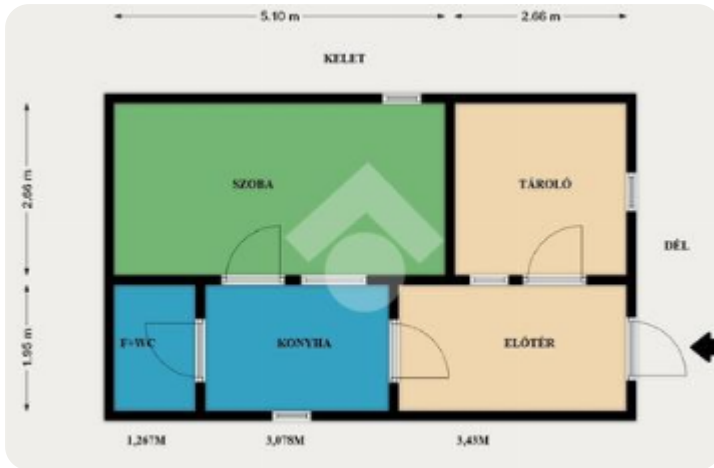 5.10 m
2.66 m
KELET
SZOBA
TÁROLÓ
2,66 m
DÉL
F+WC
KONYHA
ELŐTÉR
1.95 m
1,267M
3,078M
3,43M